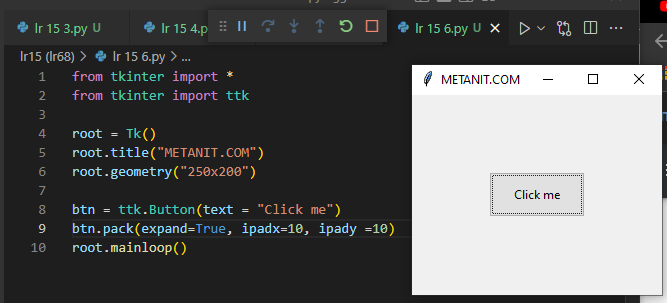 lr 15 3.py U
lr 15 4.p
lr 15 6.py U
lr15 (lr68) > lr 15 6.py > ...
1 from tkinter import *
2 from tkinter import ttk
3
4 root = Tk()
5 root.title("METANIT.COM")
6 root.geometry("250x200")
7
8 btn = ttk.Button(text = "Click me")
9 btn.pack(expand=True, ipadx=10, ipady =10)
10 root.mainloop()
METANIT.COM
Click me